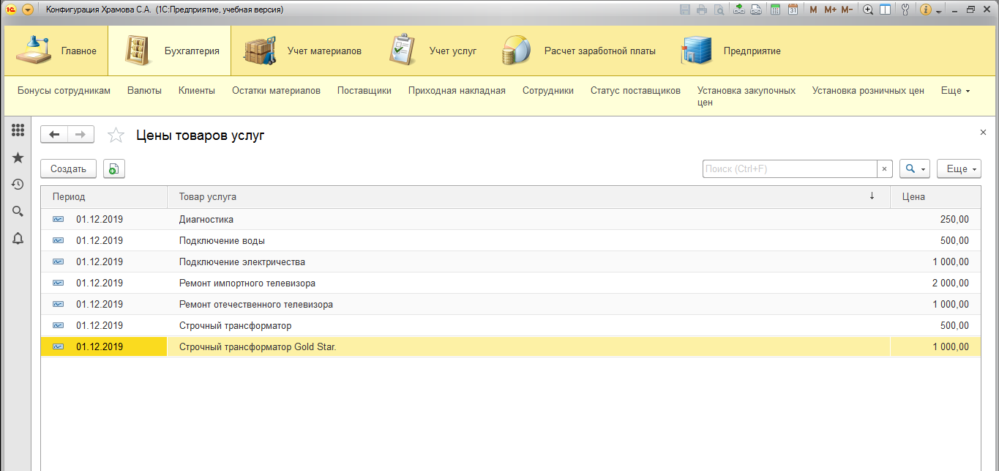 Конфигурация Храмова С.А. (1С:Предприятие, учебная версия)
M M+ M-
31
Главное
Бухгалтерия
Учет материалов
Учет услуг
Расчет заработной платы
Предприятие
Бонусы сотрудникам
Валюты
Клиенты
Остатки материалов
Поставщики
Приходная накладная
Сотрудники
Статус поставщиков
Установка закупочных
цен
Установка розничных цен
Еще
Цены товаров услуг
Создать
Поиск (Ctrl+F)
Еще
Период Товар услуга Цена
01.12.2019 Диагностика 250,00
01.12.2019 Подключение воды 500,00
01.12.2019 Подключение электричества 1 000,00
01.12.2019 Ремонт импортного телевизора 2 000,00
01.12.2019 Ремонт отечественного телевизора 1 000,00
01.12.2019 Строчный трансформатор 500,00
01.12.2019 Строчный трансформатор Gold Star. 1 000,00